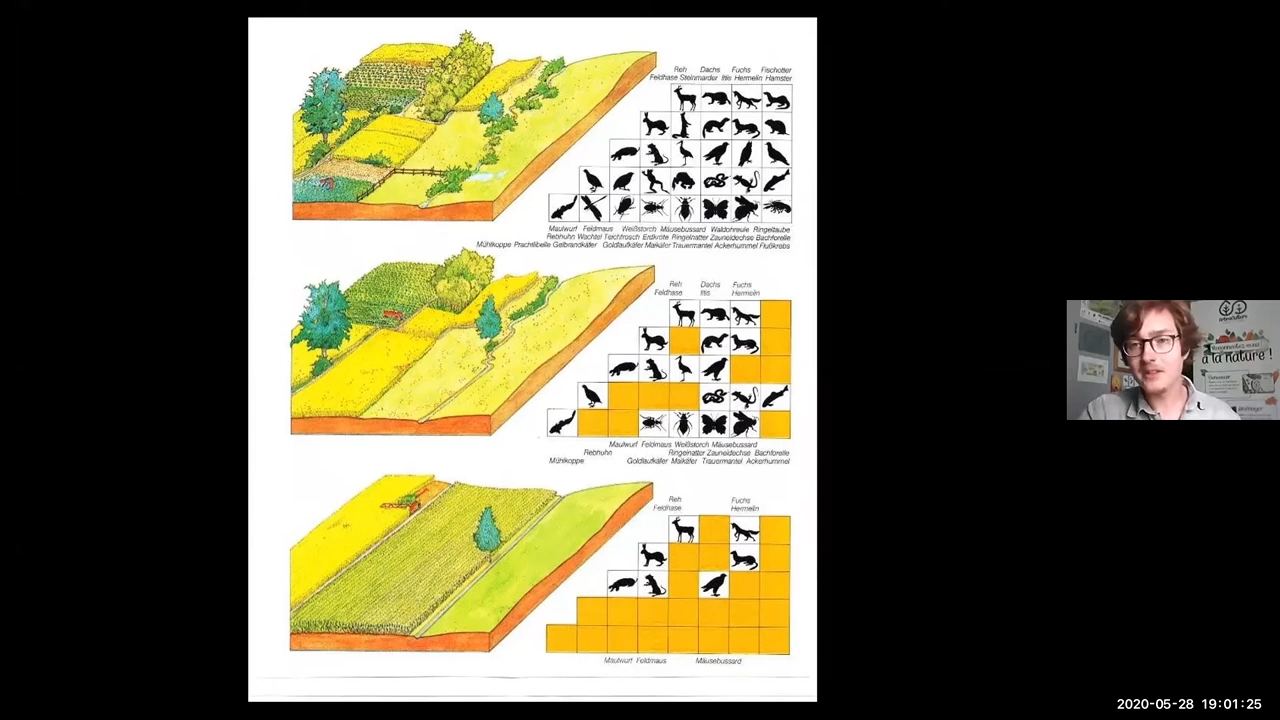 Reh Dachs Fuchs Fischotter
Feldhase Steinmarder Iltis Hermelin Hamster
Maulwurf Feldmaus Weißstorch Mäusebussard Waldohreule Ringeltaube
Rebhuhn Wachtel Teichfrosch Erdkröte Ringelnatter Zauneidechse Bachforelle
Mühlkoppe Prachtlibelle Gelbrandkäfer Goldlaufkäfer Maikäfer Trauermantel Ackerhummel Flußkrebs
Reh Dachs Fuchs
Feldhase Iltis Hermelin
Maulwurf Feldmaus Weißstorch Mäusebussard
Rebhuhn Ringelnatter Zauneidechse Bachforelle
Mühlkoppe Goldlaufkäfer Maikäfer Trauermantel Ackerhummel
Reh Fuchs
Feldhase Hermelin
Maulwurf Feldmaus Mäusebussard
à la nature !
2020-05-28 19:01:25